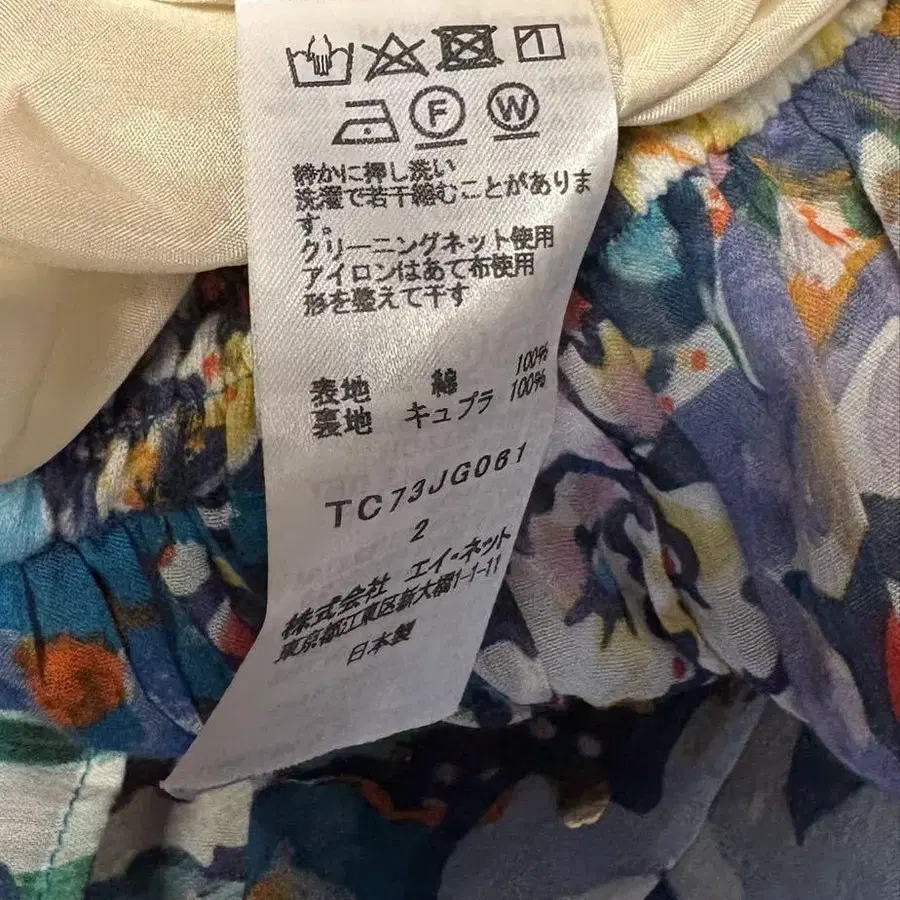 F W
静かに押し洗い
洗濯で若干縮むことがありま
す。
クリーニングネット使用
アイロンはあて布使用
形を整えて干す
表地 綿 100%
裏地 キュプラ 100%
TC73JG061
2
株式会社 エイ・ネット
東京都江東区新大橋1-1-11
日本製